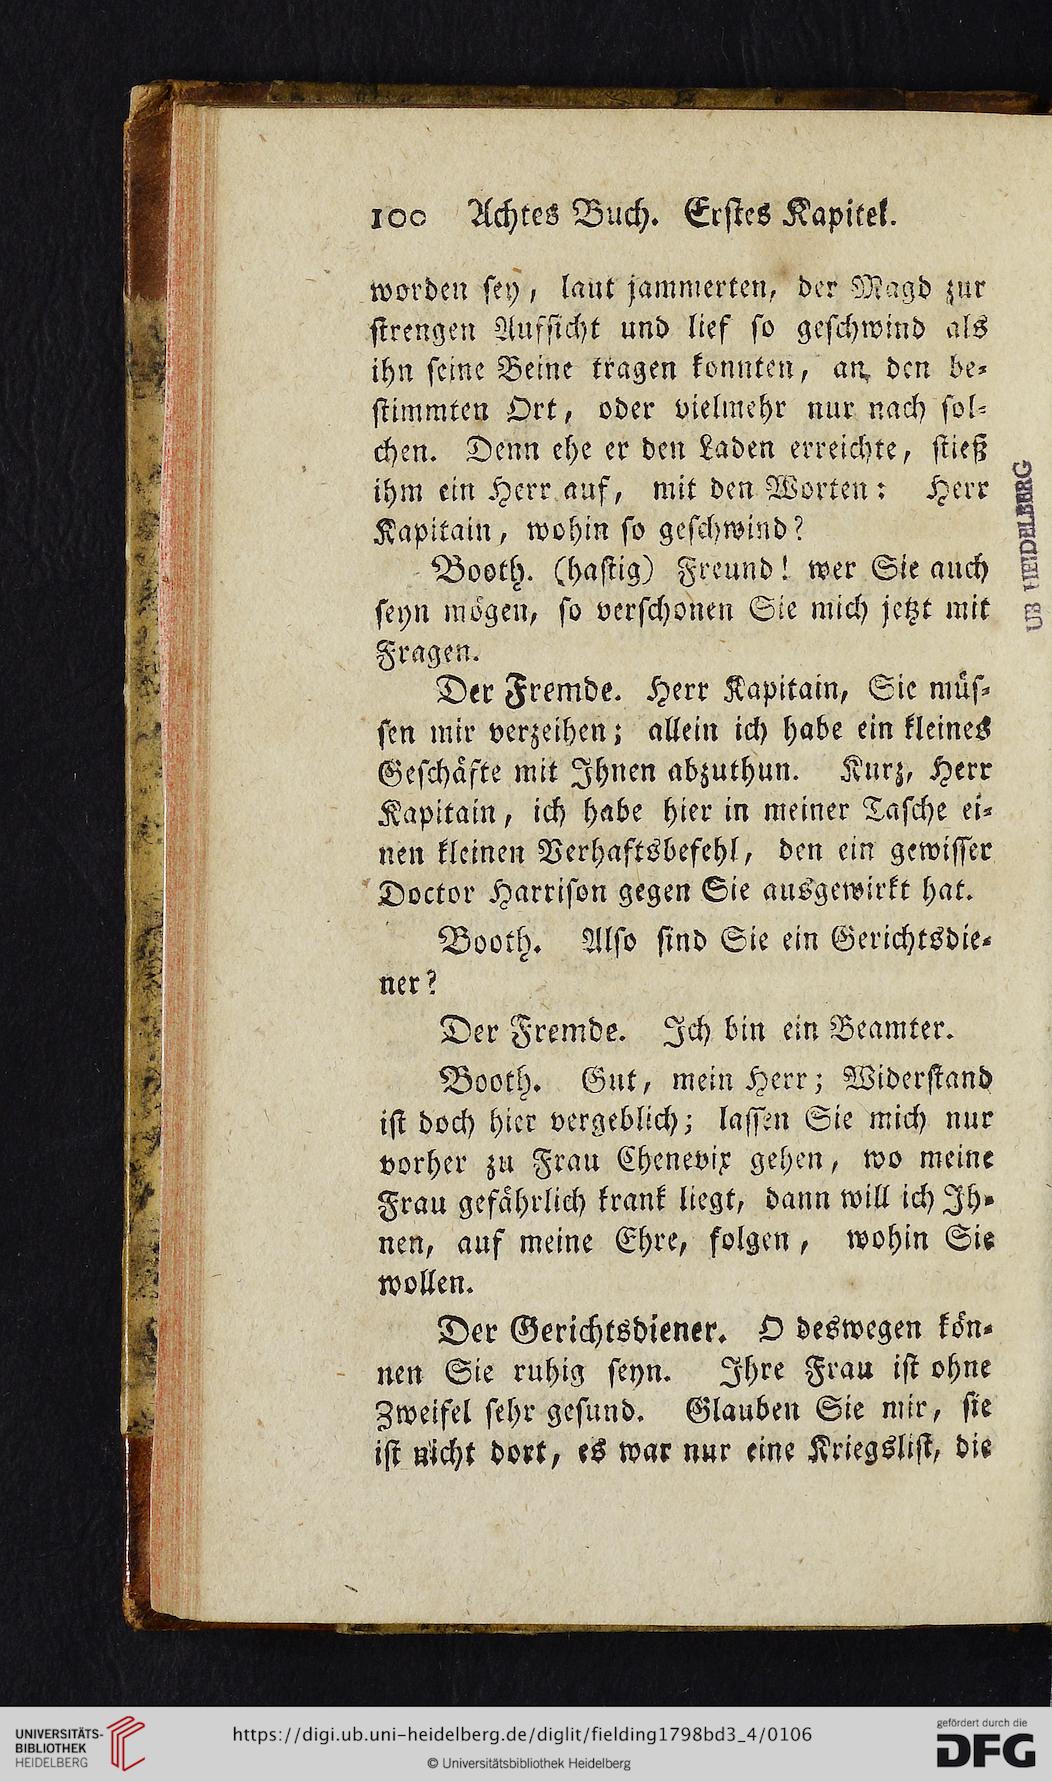 100 Achtes Buch. Erstes Kapitel.
worden sey, laut jammerten, der Magd zur
strengen Aufsicht und lief so geschwind als
ihn seine Beine tragen konnten, an den be-
stimmten Ort, oder vielmehr nur nach sol-
chen. Denn ehe er den Laden erreichte, stieß
ihm ein Herr auf, mit den Worten: Herr
Kapitain, wohin so geschwind?
Booth. (hastig) Freund! wer Sie auch
seyn mögen, so verschonen Sie mich jetzt mit
Fragen.
Der Fremde. Herr Kapitain, Sie müs-
sen mir verzeihen; allein ich habe ein kleines
Geschäfte mit Ihnen abzuthun. Kurz, Herr
Kapitain, ich habe hier in meiner Tasche ei-
nen kleinen Verhaftsbefehl, den ein gewisser
Doctor Harrison gegen Sie ausgewirkt hat.
Booth. Also sind Sie ein Gerichtsdie-
ner?
Der Fremde. Ich bin ein Beamter.
Booth. Gut, mein Herr; Widerstand
ist doch hier vergeblich; lassen Sie mich nur
vorher zu Frau Chenevix gehen, wo meine
Frau gefährlich krank liegt, dann will ich Ih-
nen, auf meine Ehre, folgen, wohin Sie
wollen.
Der Gerichtsdiener. O deswegen kön-
nen Sie ruhig seyn. Ihre Frau ist ohne
Zweifel sehr gesund. Glauben Sie mir, sie
ist nicht dort, es war nur eine Kriegslist, die
UB HEIDELBERG
UNIVERSITÄTS-
BIBLIOTHEK
HEIDELBERG
https://digi.ub.uni-heidelberg.de/diglit/fielding1798bd3_4/0106
© Universitätsbibliothek Heidelberg
gefördert durch die
DFG